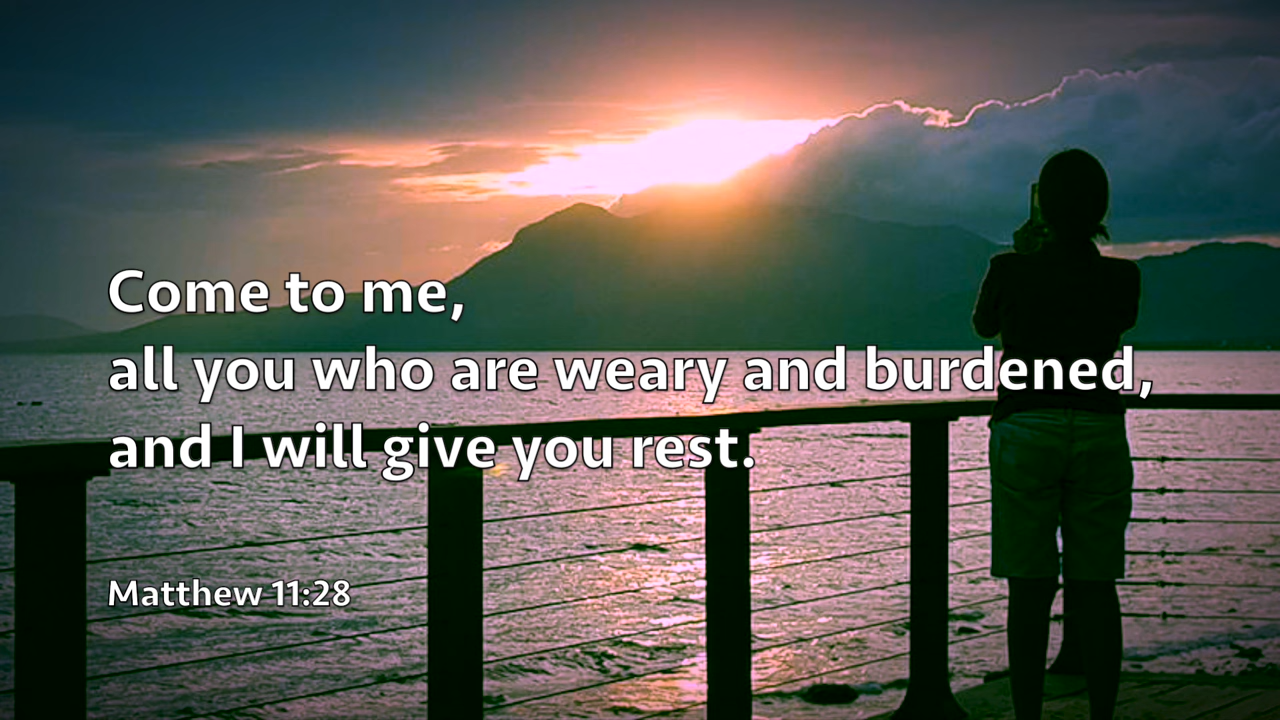 Come to me,
all you who are weary and burdened,
and I will give you rest.
Matthew 11:28